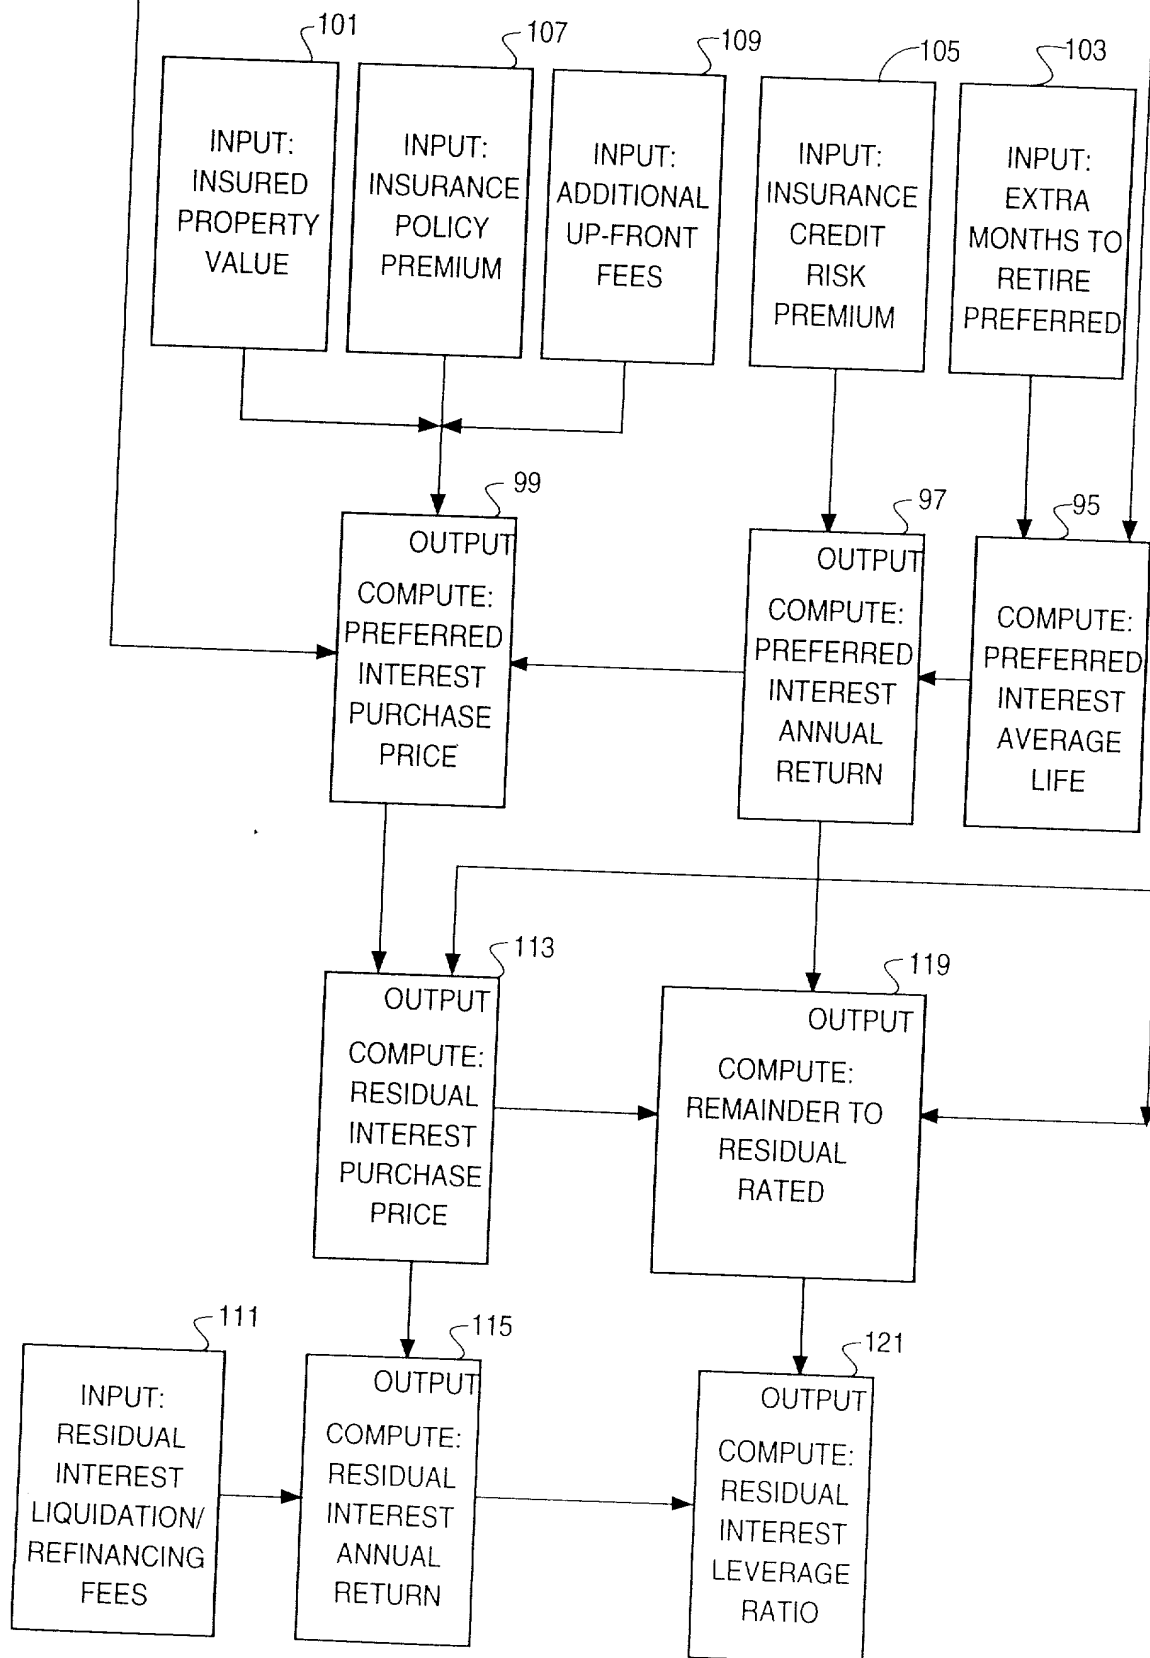 101
107
109
105
103
INPUT:
INSURED
PROPERTY
VALUE
INPUT:
INSURANCE
POLICY
PREMIUM
INPUT:
ADDITIONAL
UP-FRONT
FEES
INPUT:
INSURANCE
CREDIT
RISK
PREMIUM
INPUT:
EXTRA
MONTHS TO
RETIRE
PREFERRED
99
97
95
OUTPUT
COMPUTE:
PREFERRED
INTEREST
PURCHASE
PRICE
OUTPUT
COMPUTE:
PREFERRED
INTEREST
ANNUAL
RETURN
COMPUTE:
PREFERRED
INTEREST
AVERAGE
LIFE
113
119
OUTPUT
COMPUTE:
RESIDUAL
INTEREST
PURCHASE
PRICE
OUTPUT
COMPUTE:
REMAINDER TO
RESIDUAL
RATED
111
115
121
INPUT:
RESIDUAL
INTEREST
LIQUIDATION/
REFINANCING
FEES
OUTPUT
COMPUTE:
RESIDUAL
INTEREST
ANNUAL
RETURN
OUTPUT
COMPUTE:
RESIDUAL
INTEREST
LEVERAGE
RATIO